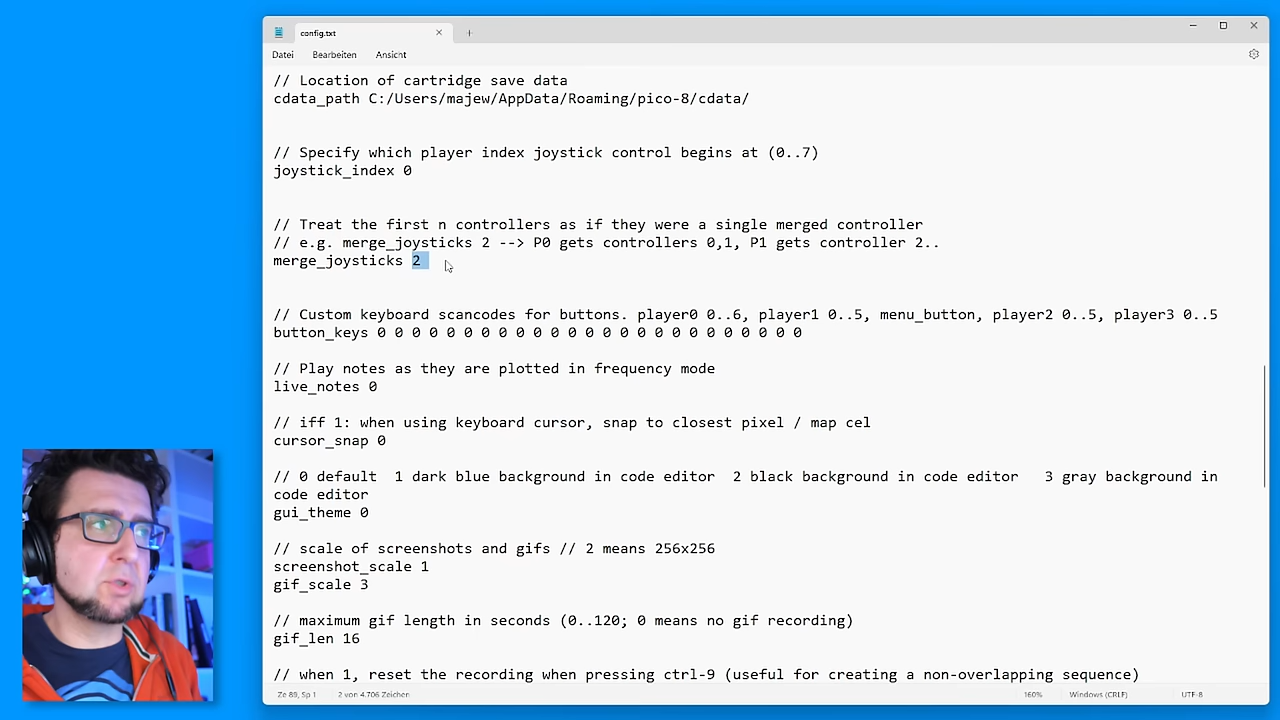 config.txt
Datei Bearbeiten Ansicht
// Location of cartridge save data
cdata_path C:/Users/majew/AppData/Roaming/pico-8/cdata/
// Specify which player index joystick control begins at (0..7)
joystick_index 0
// Treat the first n controllers as if they were a single merged controller
// e.g. merge_joysticks 2 --> P0 gets controllers 0,1, P1 gets controller 2..
merge_joysticks 2
// Custom keyboard scancodes for buttons. player0 0..6, player1 0..5, menu_button, player2 0..5, player3 0..5
button_keys 0 0 0 0 0 0 0 0 0 0 0 0 0 0 0 0 0 0 0 0 0 0 0 0 0
// Play notes as they are plotted in frequency mode
live_notes 0
// iff 1: when using keyboard cursor, snap to closest pixel / map cel
cursor_snap 0
// 0 default  1 dark blue background in code editor  2 black background in code editor   3 gray background in
code editor
gui_theme 0
// scale of screenshots and gifs // 2 means 256x256
screenshot_scale 1
gif_scale 3
// maximum gif length in seconds (0..120; 0 means no gif recording)
gif_len 16
// when 1, reset the recording when pressing ctrl-9 (useful for creating a non-overlapping sequence)
Ze 89, Sp 1 2 von 4.706 Zeichen 160% Windows (CRLF) UTF-8